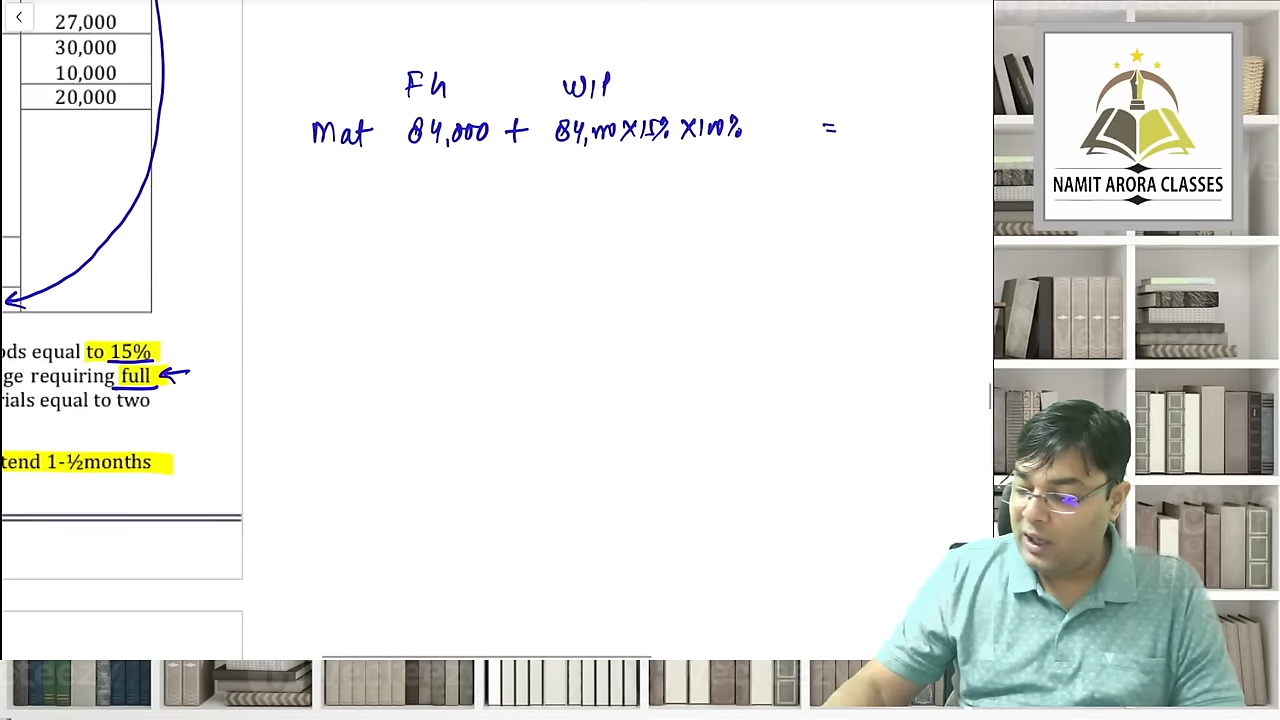 27,000
30,000
10,000
20,000
FG WIP
Mat 84,000 + 84,000 X 15% X 100% =
ods equal to 15%
ge requiring full
rials equal to two
tend 1-½months
NAMIT ARORA CLASSES